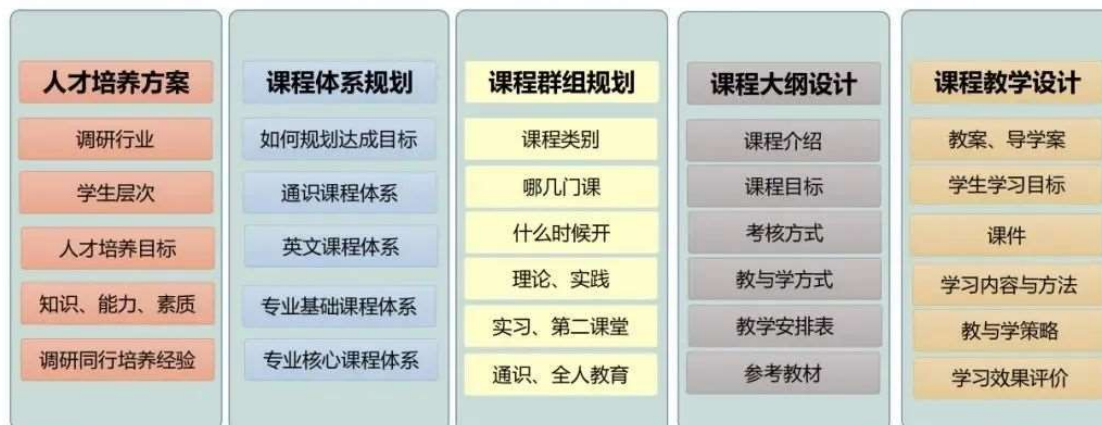 人才培养方案
调研行业
学生层次
人才培养目标
知识、能力、素质
调研同行培养经验
课程体系规划
如何规划达成目标
通识课程体系
英文课程体系
专业基础课程体系
专业核心课程体系
课程群组规划
课程类别
哪几门课
什么时候开
理论、实践
实习、第二课堂
通识、全人教育
课程大纲设计
课程介绍
课程目标
考核方式
教与学方式
教学安排表
参考教材
课程教学设计
教案、导学案
学生学习目标
课件
学习内容与方法
教与学策略
学习效果评价